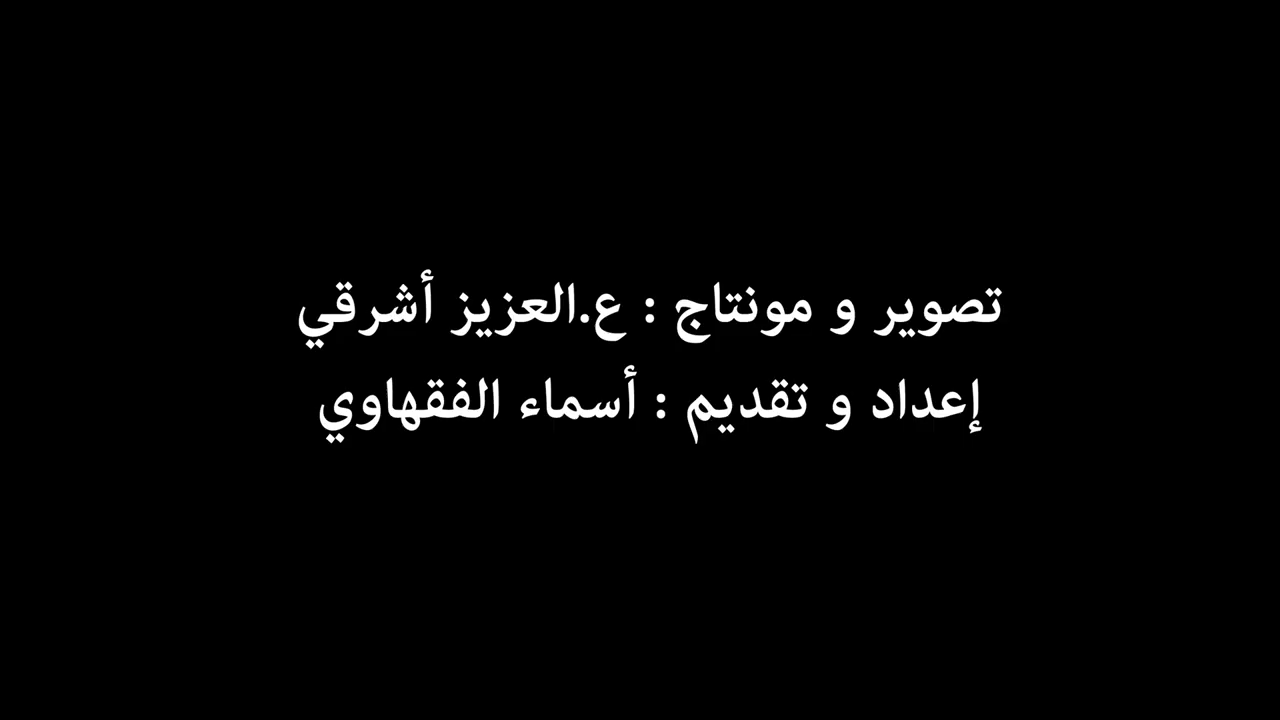 تصوير و مونتاج : ع.العزيز أشرقي
إعداد و تقديم : أسماء الفقهاوي